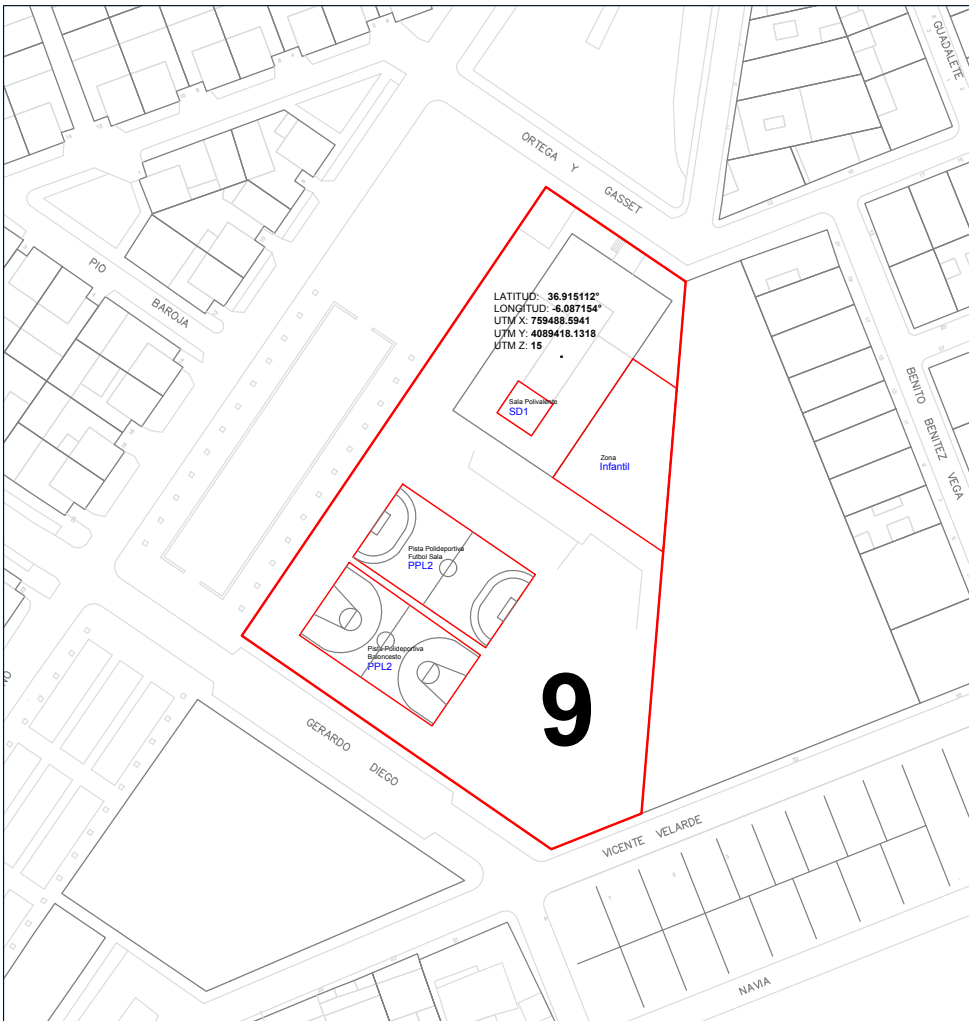 GUADALETE
ORTEGA Y GASSET
PIO BAROJA
LATITUD: 36.915112°
LONGITUD: -6.087154°
UTM X: 759488.5941
UTM Y: 4089418.1318
UTM Z: 15
Sala Polivalente
SD1
Zona
Infantil
BENITO BENITEZ VEGA
Pista Polideportiva
Futbol Sala
PPL2
Pista Polideportiva
Baloncesto
PPL2
9
GERARDO DIEGO
VICENTE VELARDE
NAVIA